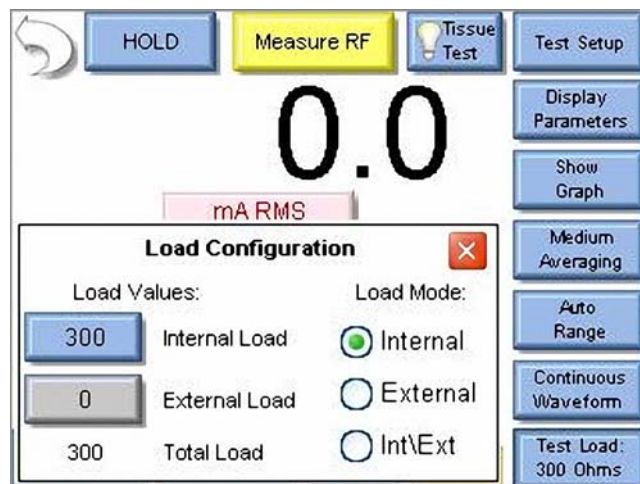 HOLD
Measure RF
Tissue
Test
Test Setup
0.0
mA RMS
Display
Parameters
Show
Graph
Medium
Averaging
Auto
Range
Continuous
Waveform
Test Load:
300 Ohms
Load Configuration
Load Values:
Load Mode:
300
Internal Load
Internal
0
External Load
External
300
Total Load
Int\Ext